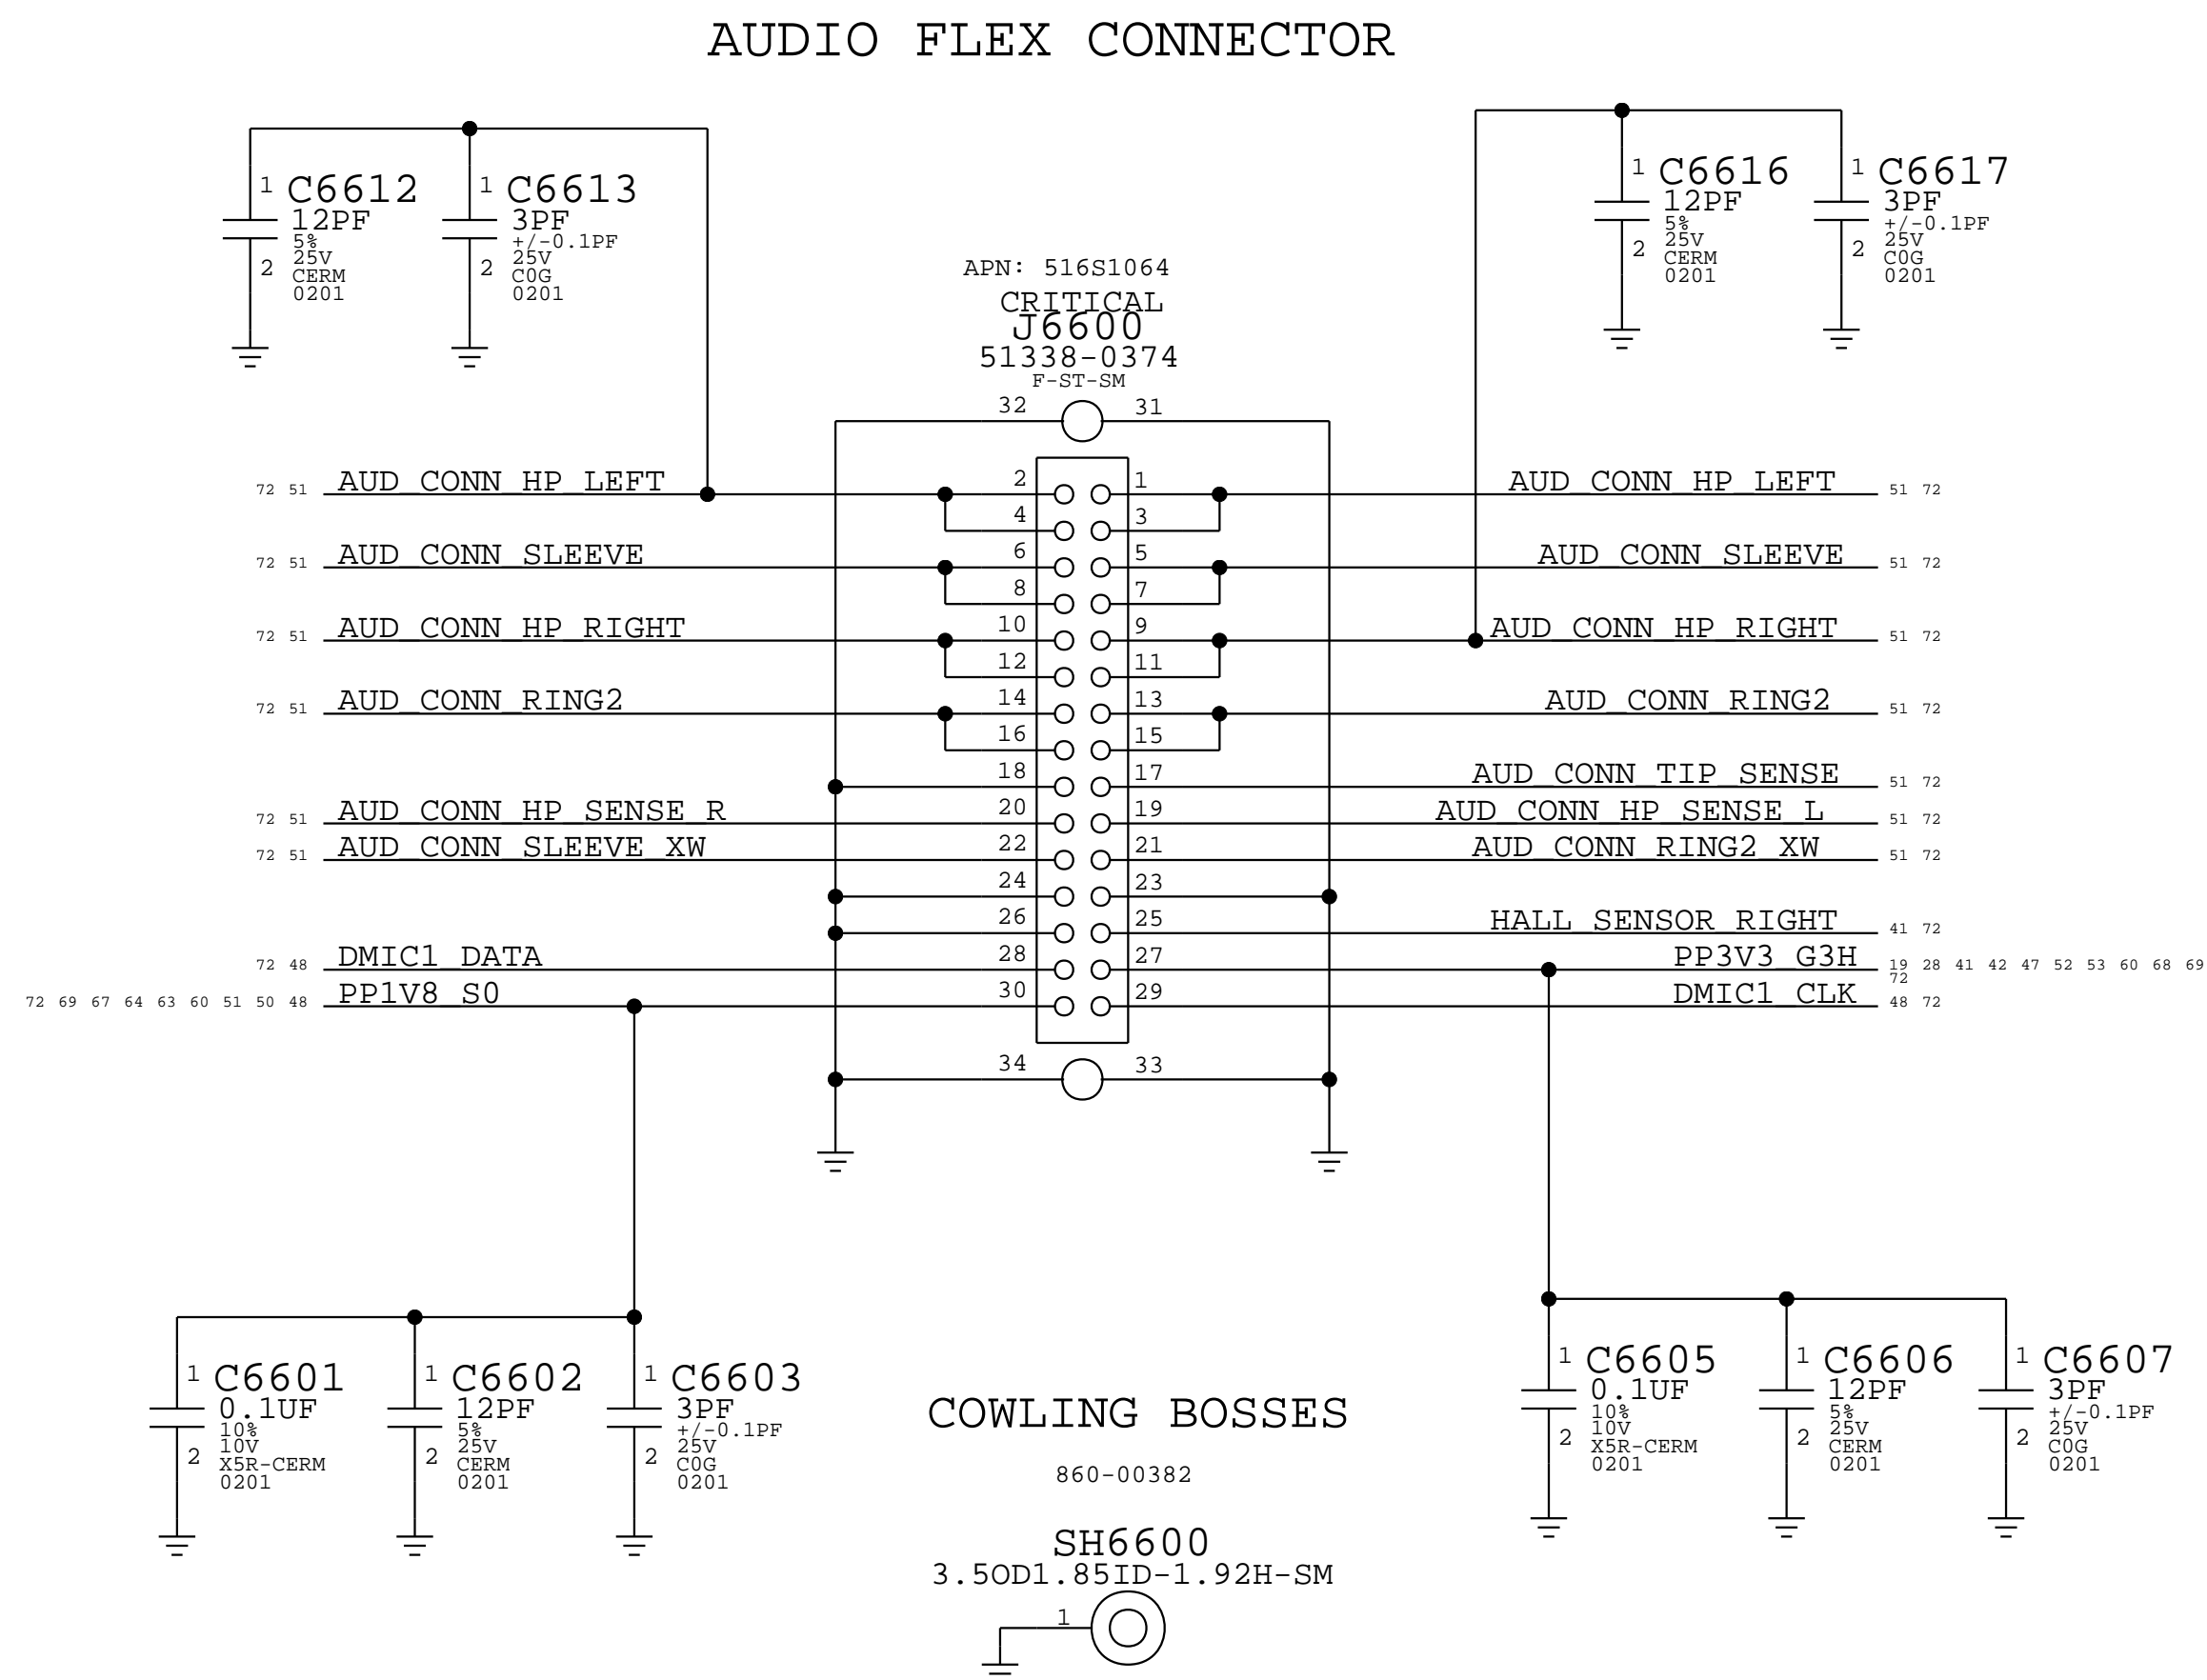 AUDIO FLEX CONNECTOR
1 C6612
12PF
5%
25V
2 CERM
0201
1 C6613
3PF
+/-0.1PF
25V
2 C0G
0201
1 C6616
12PF
5%
25V
2 CERM
0201
1 C6617
3PF
+/-0.1PF
25V
2 C0G
0201
APN: 516S1064
CRITICAL
J6600
51338-0374
F-ST-SM
32 31
72 51 AUD_CONN_HP_LEFT 2 1 AUD_CONN_HP_LEFT 51 72
4 3
72 51 AUD_CONN_SLEEVE 6 5 AUD_CONN_SLEEVE 51 72
8 7
72 51 AUD_CONN_HP_RIGHT 10 9 AUD_CONN_HP_RIGHT 51 72
12 11
72 51 AUD_CONN_RING2 14 13 AUD_CONN_RING2 51 72
16 15
18 17 AUD_CONN_TIP_SENSE 51 72
72 51 AUD_CONN_HP_SENSE_R 20 19 AUD_CONN_HP_SENSE_L 51 72
72 51 AUD_CONN_SLEEVE_XW 22 21 AUD_CONN_RING2_XW 51 72
24 23
26 25 HALL_SENSOR_RIGHT 41 72
72 48 DMIC1_DATA 28 27 PP3V3_G3H 19 28 41 42 47 52 53 60 68 69
72
72 69 67 64 63 60 51 50 48 PP1V8_S0 30 29 DMIC1_CLK 48 72
34 33
1 C6601
0.1UF
10%
10V
2 X5R-CERM
0201
1 C6602
12PF
5%
25V
2 CERM
0201
1 C6603
3PF
+/-0.1PF
25V
2 C0G
0201
1 C6605
0.1UF
10%
10V
2 X5R-CERM
0201
1 C6606
12PF
5%
25V
2 CERM
0201
1 C6607
3PF
+/-0.1PF
25V
2 C0G
0201
COWLING BOSSES
860-00382
SH6600
3.5OD1.85ID-1.92H-SM
1